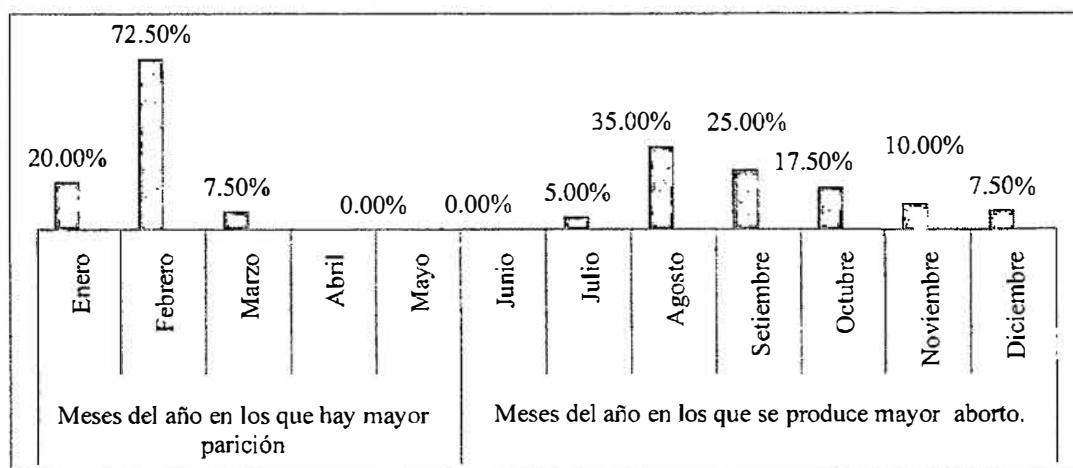 72.50%
35.00%
25.00%
20.00%
17.50%
10.00%
7.50%
5.00%
7.50%
0.00%
0.00%
Enero
Febrero
Marzo
Abril
Mayo
Junio
Julio
Agosto
Setiembre
Octubre
Noviembre
Diciembre
Meses del año en los que hay mayor
parición
Meses del año en los que se produce mayor aborto.